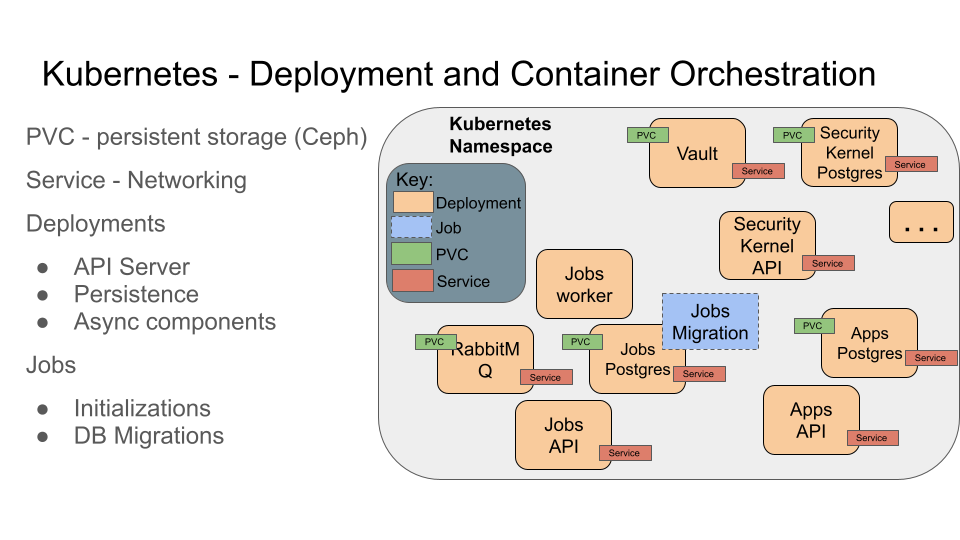 Kubernetes - Deployment and Container Orchestration
PVC - persistent storage (Ceph)
Service - Networking
Deployments
● API Server
● Persistence
● Async components
Jobs
● Initializations
● DB Migrations
Kubernetes
Namespace
Key:
Deployment
Job
PVC
Service
PVC
Vault
Service
PVC
Security
Kernel
Postgres
Service
. . .
Security
Kernel
API
Service
Jobs
worker
Jobs
Migration
PVC
RabbitM
Q
Service
PVC
Jobs
Postgres
Service
PVC
Apps
Postgres
Service
Jobs
API
Service
Apps
API
Service